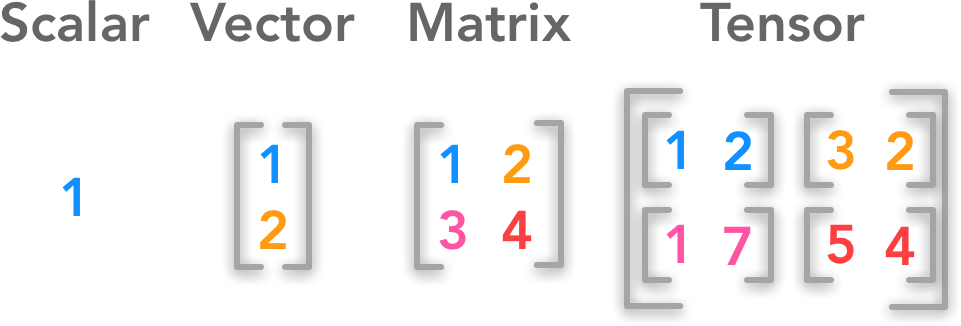 Scalar Vector Matrix Tensor
1 2 3 2
1 1 2
1
2 3 4 1 7 5 4